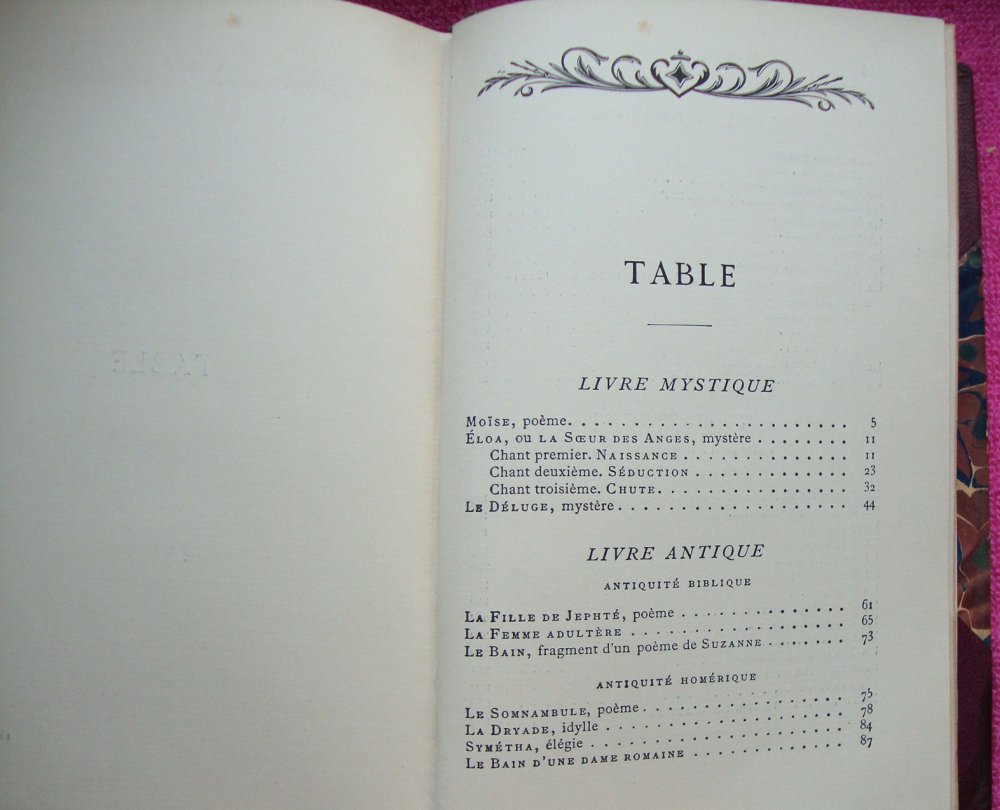 TABLE
LIVRE MYSTIQUE
Moïse, poème. . . . . . . . . . . . . . . . . . . . . . . 5
Éloa, ou la Sœur des Anges, mystère . . . . . . . . 11
Chant premier. Naissance . . . . . . . . . . . . . . 11
Chant deuxième. Séduction . . . . . . . . . . . . . 23
Chant troisième. Chute. . . . . . . . . . . . . . . . 32
Le Déluge, mystère . . . . . . . . . . . . . . . . . . . 44
LIVRE ANTIQUE
ANTIQUITÉ BIBLIQUE
La Fille de Jephté, poème . . . . . . . . . . . . . . 61
La Femme adultère . . . . . . . . . . . . . . . . . . 65
Le Bain, fragment d'un poème de Suzanne . . . . . . . 73
ANTIQUITÉ HOMÉRIQUE
Le Somnambule, poème . . . . . . . . . . . . . . . . 75
La Dryade, idylle . . . . . . . . . . . . . . . . . . . 78
Symétha, élégie . . . . . . . . . . . . . . . . . . . . 84
Le Bain d'une dame romaine . . . . . . . . . . . . . 87